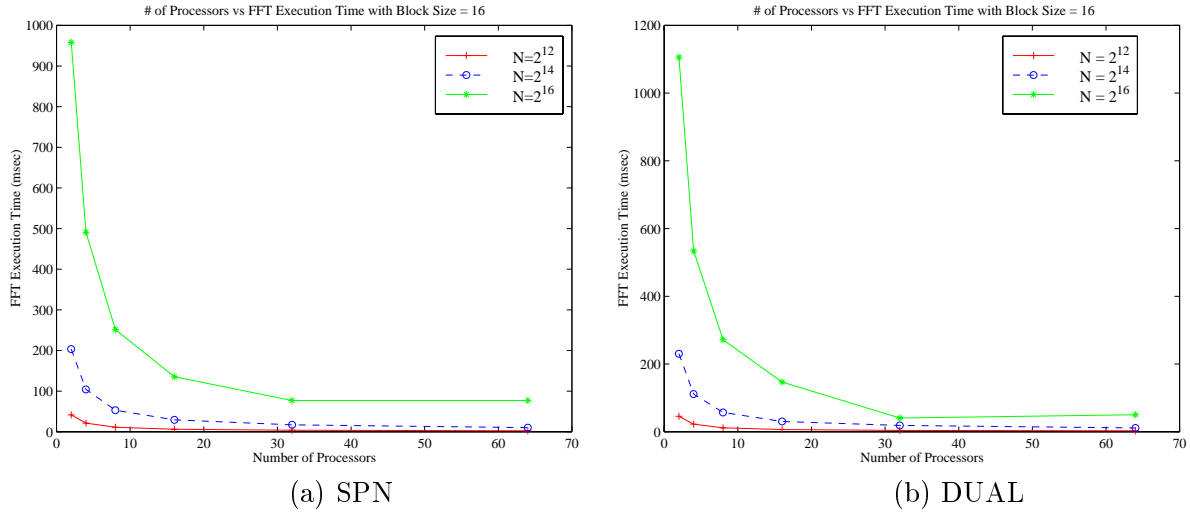 # of Processors vs FFT Execution Time with Block Size = 16
1000
900
800
700
600
500
400
300
200
100
0
FFT Execution Time (msec)
0 10 20 30 40 50 60 70
Number of Processors
N=2^12
N=2^14
N=2^16
(a) SPN
# of Processors vs FFT Execution Time with Block Size = 16
1200
1000
800
600
400
200
0
FFT Execution Time (msec)
0 10 20 30 40 50 60 70
Number of Processors
N = 2^12
N = 2^14
N = 2^16
(b) DUAL